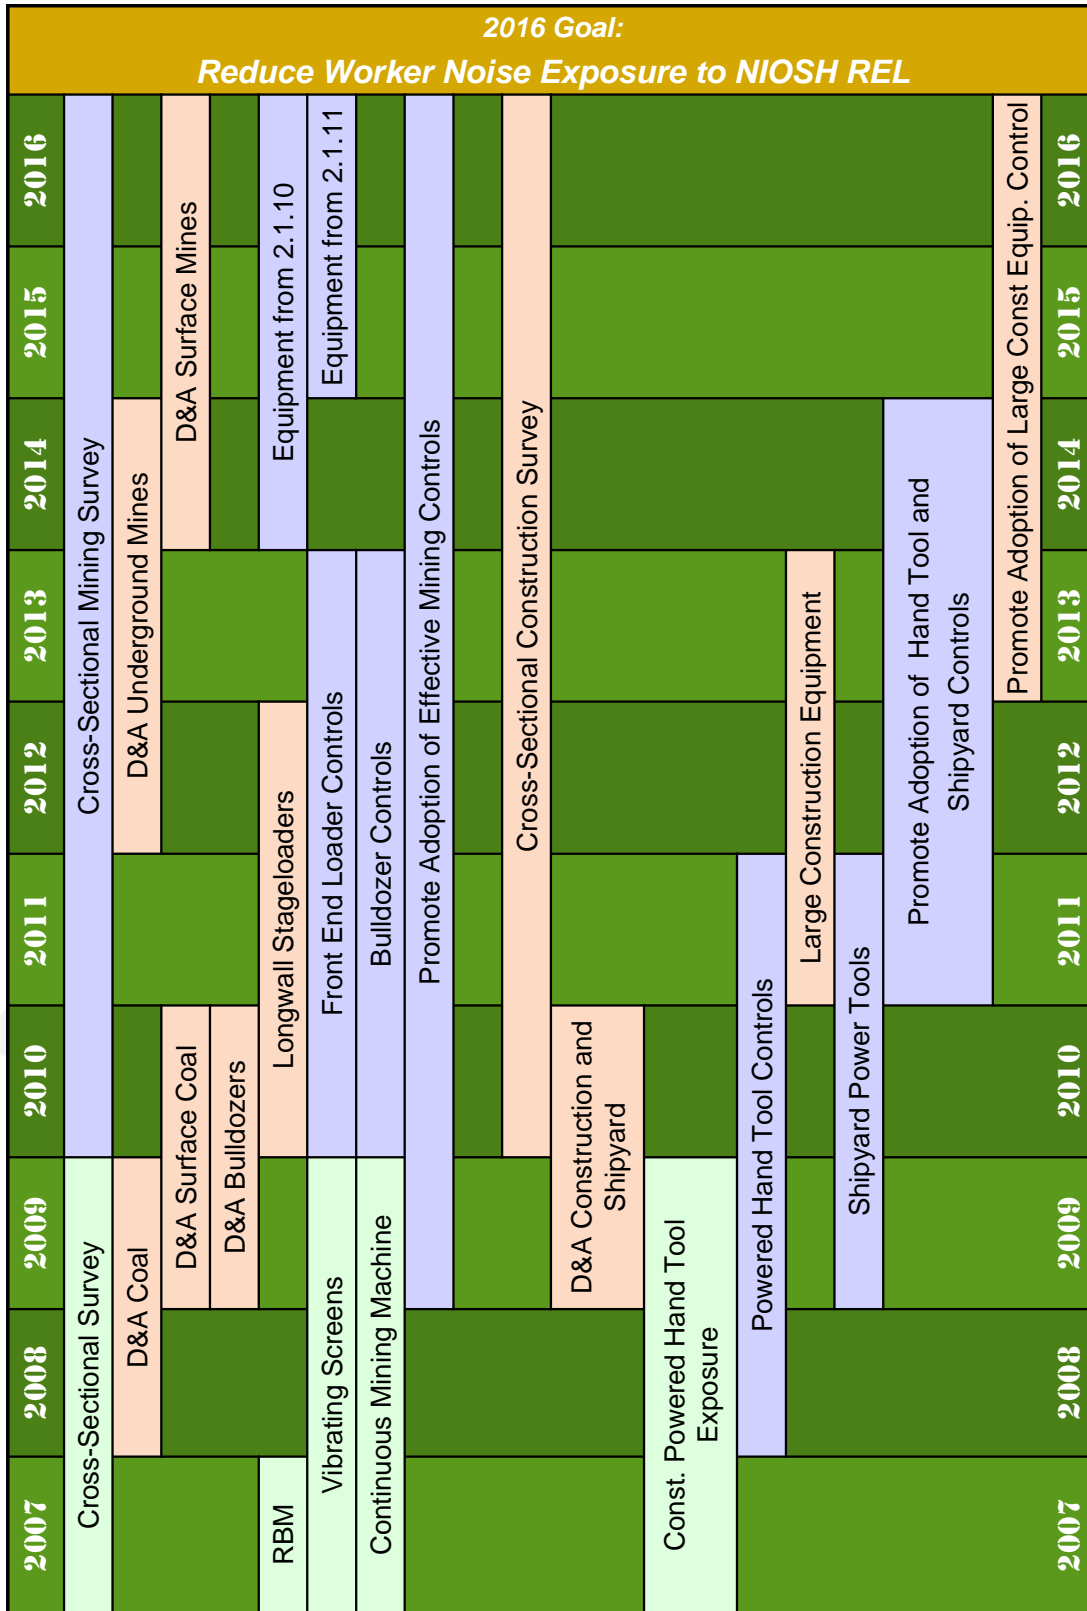 2016 Goal:
Reduce Worker Noise Exposure to NIOSH REL
2007
2008
2009
2010
2011
2012
2013
2014
2015
2016
Cross-Sectional Survey
Cross-Sectional Mining Survey
D&A Coal
D&A Underground Mines
D&A Surface Coal
D&A Surface Mines
D&A Bulldozers
RBM
Longwall Stageloaders
Equipment from 2.1.10
Vibrating Screens
Front End Loader Controls
Equipment from 2.1.11
Continuous Mining Machine
Bulldozer Controls
Promote Adoption of Effective Mining Controls
Cross-Sectional Construction Survey
D&A Construction and
Shipyard
Const. Powered Hand Tool
Exposure
Powered Hand Tool Controls
Large Construction Equipment
Shipyard Power Tools
Promote Adoption of Hand Tool and
Shipyard Controls
Promote Adoption of Large Const Equip. Control
2007
2008
2009
2010
2011
2012
2013
2014
2015
2016